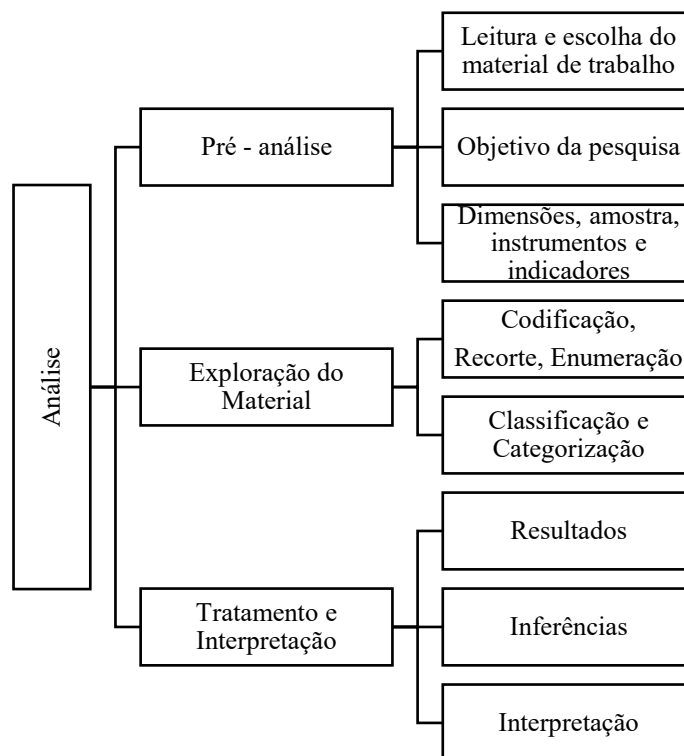 Análise
Pré - análise
Leitura e escolha do
material de trabalho
Objetivo da pesquisa
Dimensões, amostra,
instrumentos e
indicadores
Exploração do
Material
Codificação,
Recorte, Enumeração
Classificação e
Categorização
Tratamento e
Interpretação
Resultados
Inferências
Interpretação